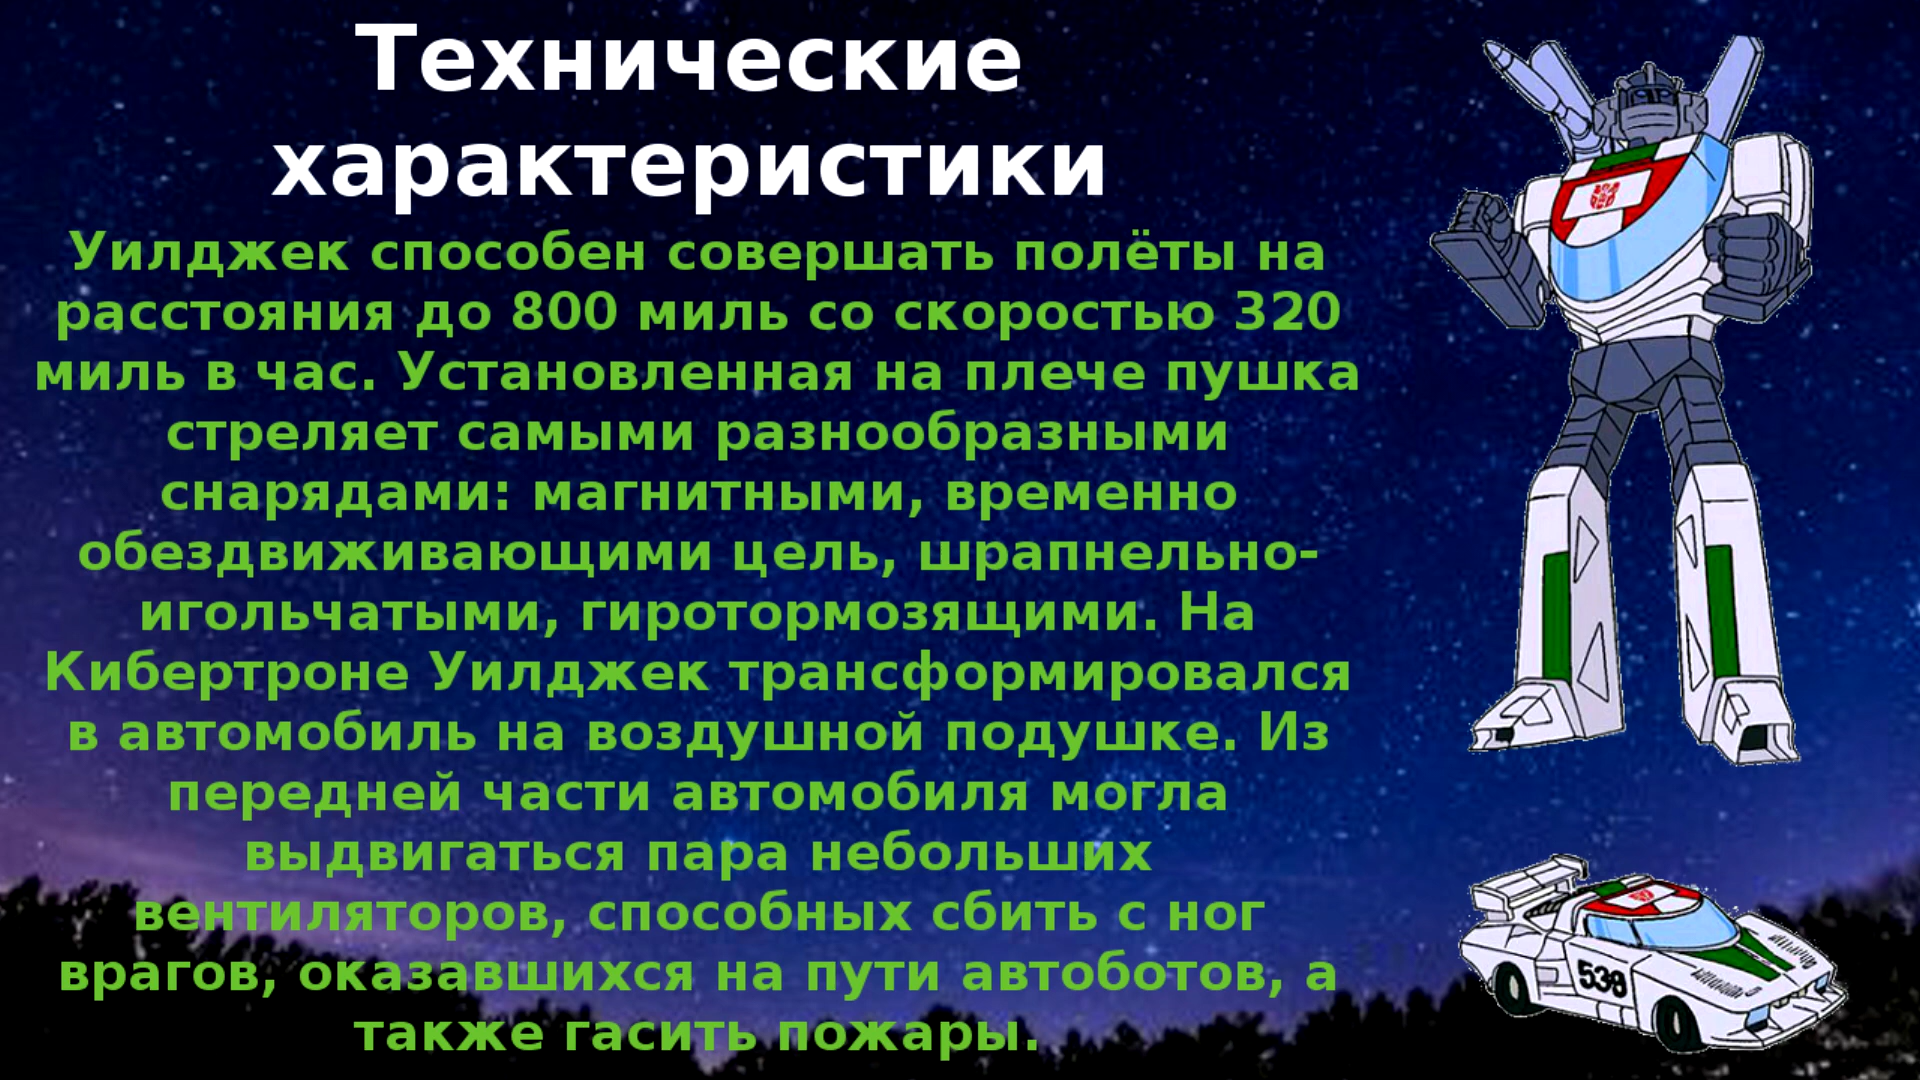 Технические
характеристики
Уилджек способен совершать полёты на
расстояния до 800 миль со скоростью 320
миль в час. Установленная на плече пушка
стреляет самыми разнообразными
снарядами: магнитными, временно
обездвиживающими цель, шрапнельно-
игольчатыми, гиротормозящими. На
Кибертроне Уилджек трансформировался
в автомобиль на воздушной подушке. Из
передней части автомобиля могла
выдвигаться пара небольших
вентиляторов, способных сбить с ног
врагов, оказавшихся на пути автоботов, а
также гасить пожары.
539